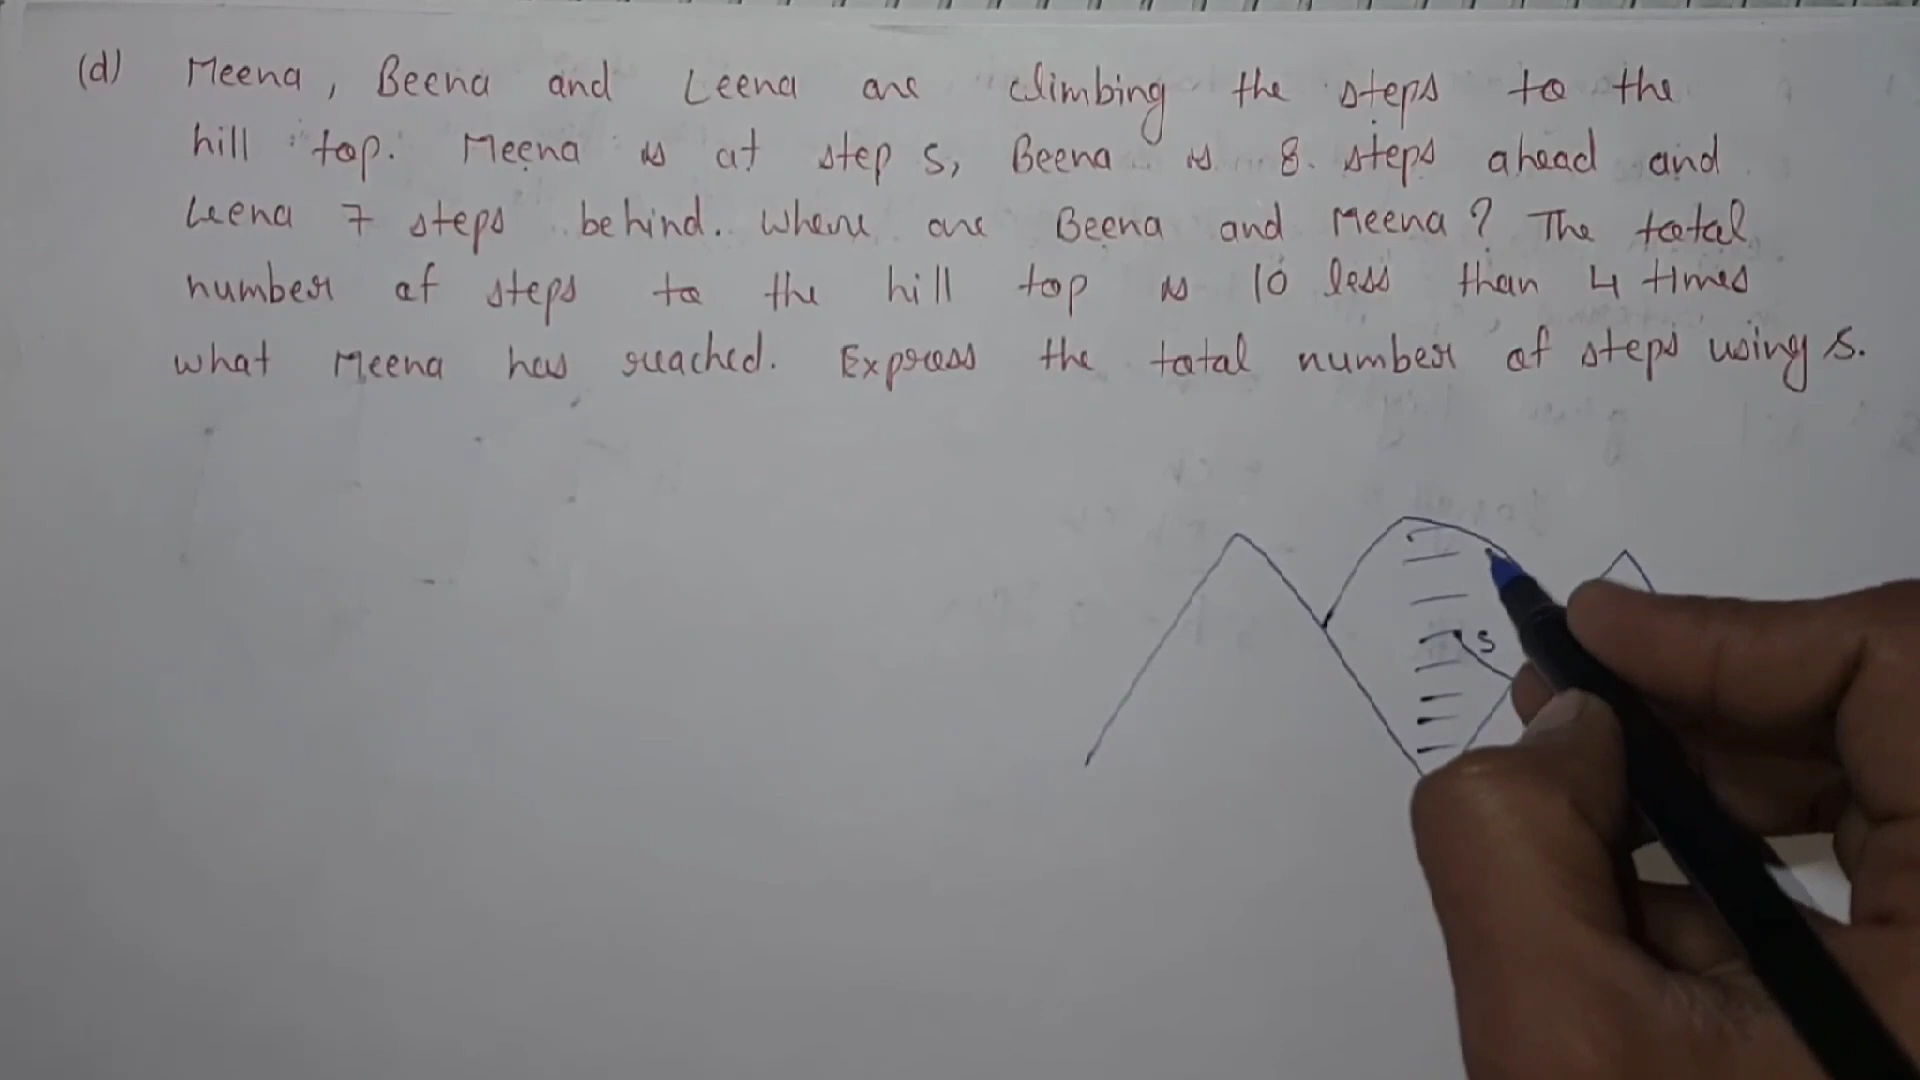 (d) Meena, Beena and Leena are climbing the steps to the
hill top. Meena is at step s, Beena is 8 steps ahead and
Leena 7 steps behind. Where are Beena and Meena? The total
number of steps to the hill top is 10 less than 4 times
what Meena has reached. Express the total number of steps using s.
s